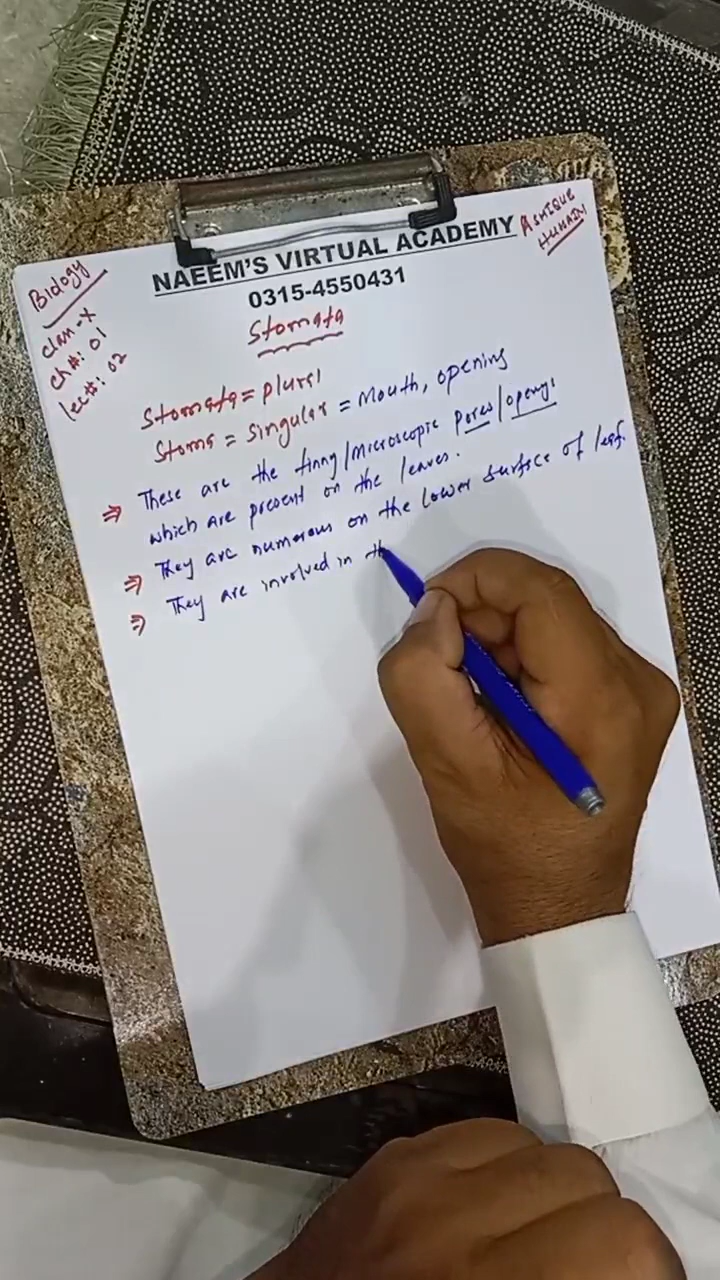 Biology
Class-X
ch#: 01
lec#: 02
NAEEM'S VIRTUAL ACADEMY
0315-4550431
ASHIQUE
HUSAIN
Stomata
Stomata = plural
Stoma = singular = Mouth, opening
⇒ These are the tinny/microscopic pores/openings
which are present on the leaves.
⇒ They are numerous on the lower surface of leaf.
⇒ They are involved in th